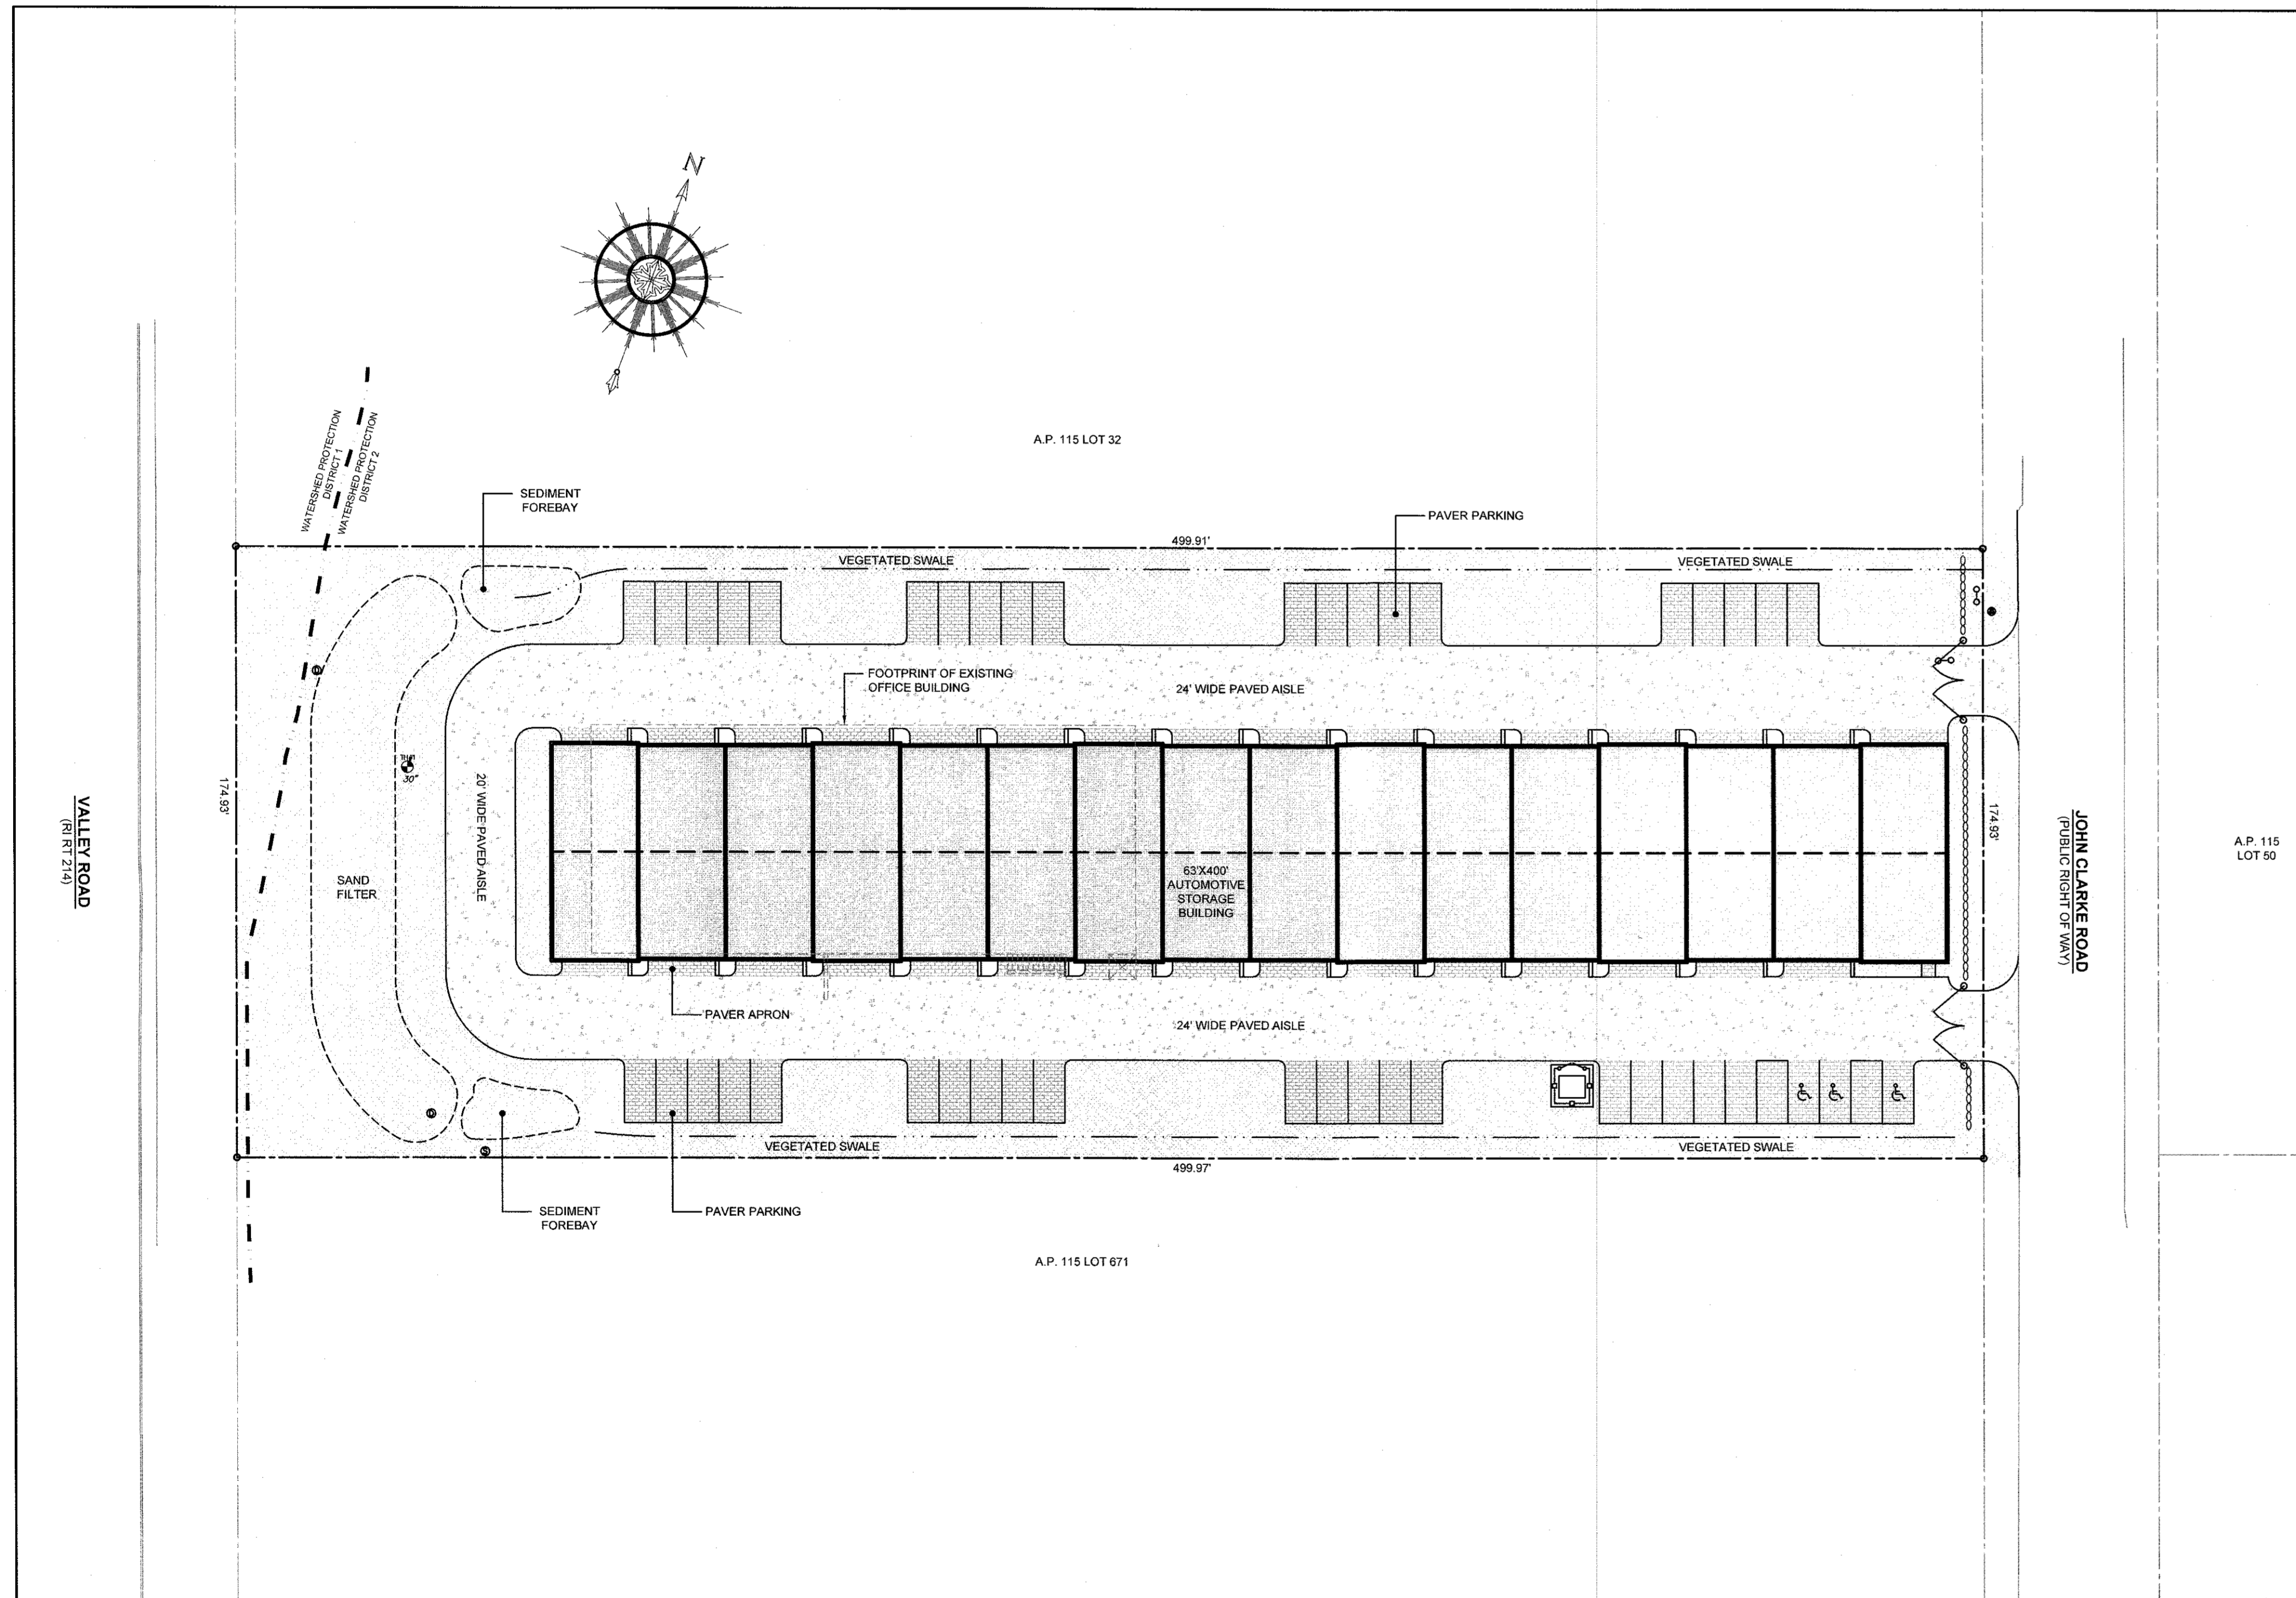 N
A.P. 115 LOT 32
WATERSHED PROTECTION
DISTRICT 1
WATERSHED PROTECTION
DISTRICT 2
SEDIMENT
FOREBAY
PAVER PARKING
499.91'
VEGETATED SWALE
VEGETATED SWALE
FOOTPRINT OF EXISTING
OFFICE BUILDING
24' WIDE PAVED AISLE
30"
174.93'
20' WIDE PAVED AISLE
VALLEY ROAD
(RI RT 214)
SAND
FILTER
63'X400'
AUTOMOTIVE
STORAGE
BUILDING
174.93'
JOHN CLARKE ROAD
(PUBLIC RIGHT OF WAY)
A.P. 115
LOT 50
PAVER APRON
24' WIDE PAVED AISLE
D
D
S
VEGETATED SWALE
VEGETATED SWALE
499.97'
SEDIMENT
FOREBAY
PAVER PARKING
A.P. 115 LOT 671